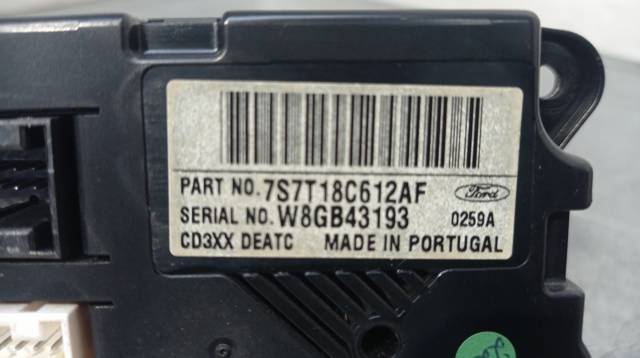 PART NO. 7S7T18C612AF Ford
SERIAL NO. W8GB43193 0259A
CD3XX DEATC MADE IN PORTUGAL